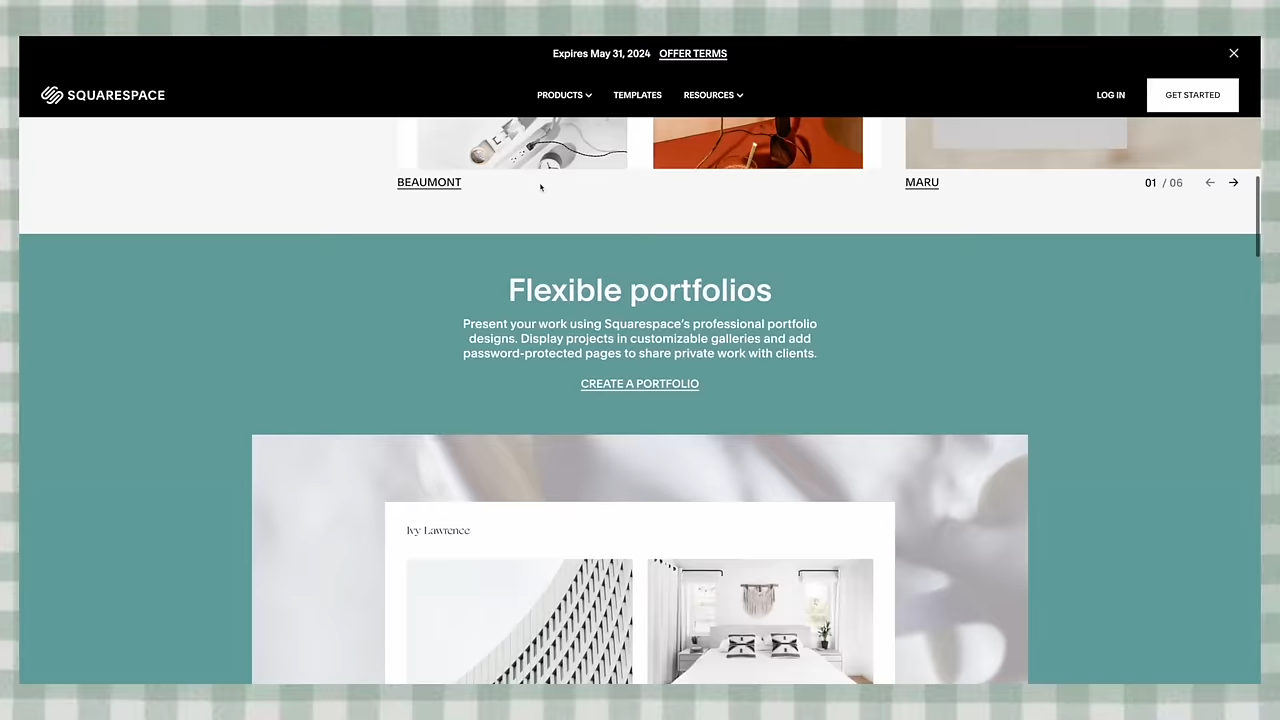 Expires May 31, 2024 OFFER TERMS
SQUARESPACE PRODUCTS TEMPLATES RESOURCES LOG IN GET STARTED
BEAUMONT MARU 01 / 06
Flexible portfolios
Present your work using Squarespace’s professional portfolio
designs. Display projects in customizable galleries and add
password-protected pages to share private work with clients.
CREATE A PORTFOLIO
Ivy Lawrence